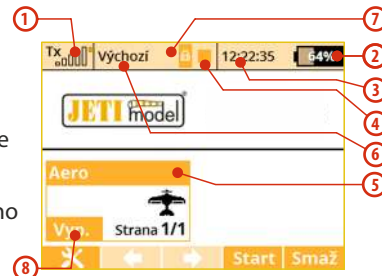 1
7
Tx
Výchozí
12:22:35
64%
2
3
4
JETI model
6
e
Aero
5
no
Vyp.
Strana 1/1
8
Start
Smaž